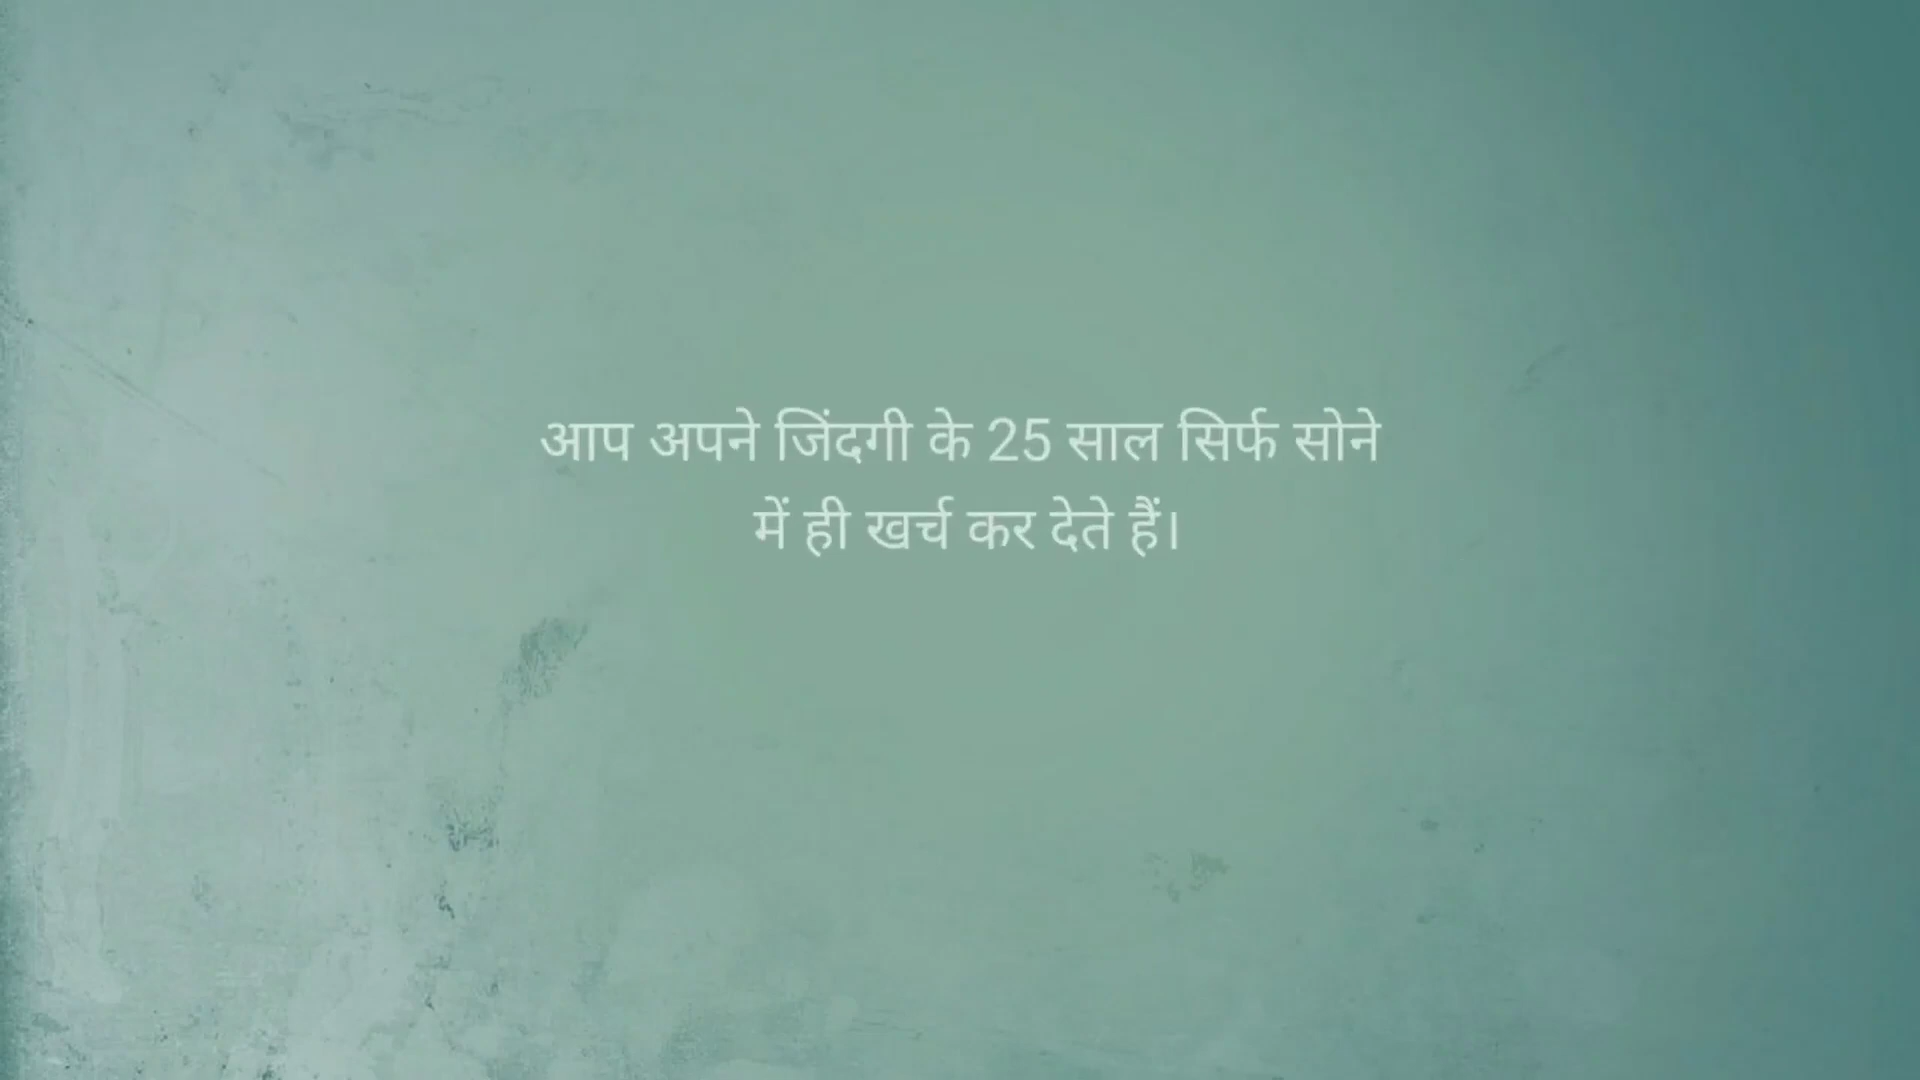 आप अपने जिंदगी के 25 साल सिर्फ सोने
में ही खर्च कर देते हैं।